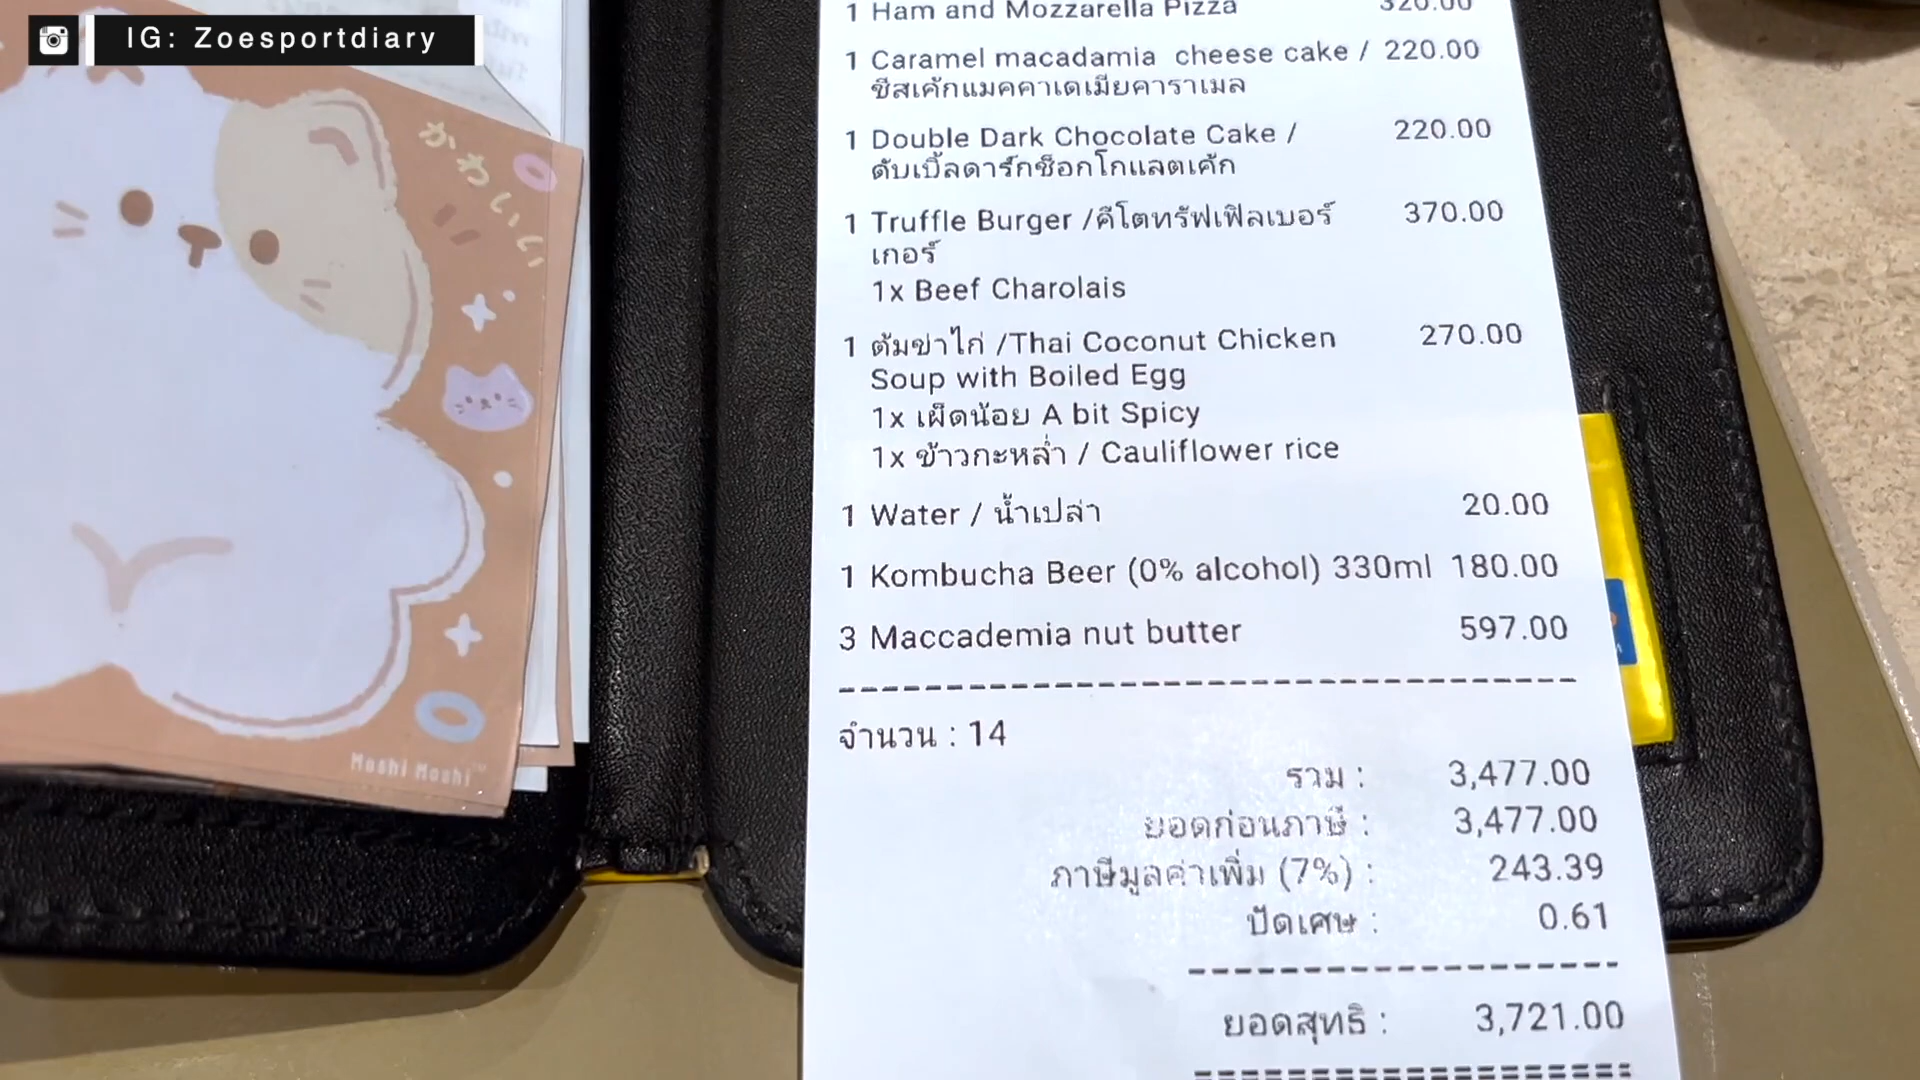 IG: Zoesportdiary
かわいい
Moshi Moshi™
1 Ham and Mozzarella Pizza 320.00
1 Caramel macadamia cheese cake / 220.00
ชีสเค้กแมคคาเดเมียคาราเมล
1 Double Dark Chocolate Cake / 220.00
ดับเบิ้ลดาร์กช็อกโกแลตเค้ก
1 Truffle Burger /คีโตทรัฟเฟิลเบอร์ 370.00
เกอร์
1x Beef Charolais
1 ต้มข่าไก่ /Thai Coconut Chicken 270.00
Soup with Boiled Egg
1x เผ็ดน้อย A bit Spicy
1x ข้าวกะหล่ำ / Cauliflower rice
1 Water / น้ำเปล่า 20.00
1 Kombucha Beer (0% alcohol) 330ml 180.00
3 Maccademia nut butter 597.00
จำนวน : 14
รวม : 3,477.00
ยอดก่อนภาษี : 3,477.00
ภาษีมูลค่าเพิ่ม (7%) : 243.39
ปัดเศษ : 0.61
ยอดสุทธิ : 3,721.00